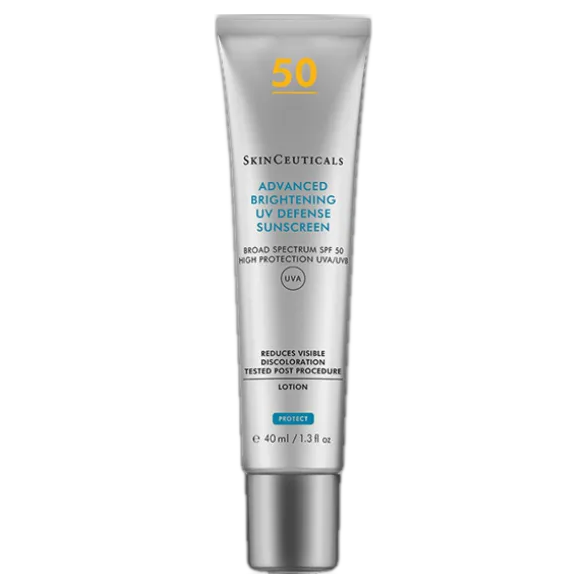 50
SKINCEUTICALS
ADVANCED
BRIGHTENING
UV DEFENSE
SUNSCREEN
BROAD SPECTRUM SPF 50
HIGH PROTECTION UVA/UVB
UVA
REDUCES VISIBLE
DISCOLORATION
TESTED POST PROCEDURE
LOTION
PROTECT
℮ 40 ml / 1.3 fl oz